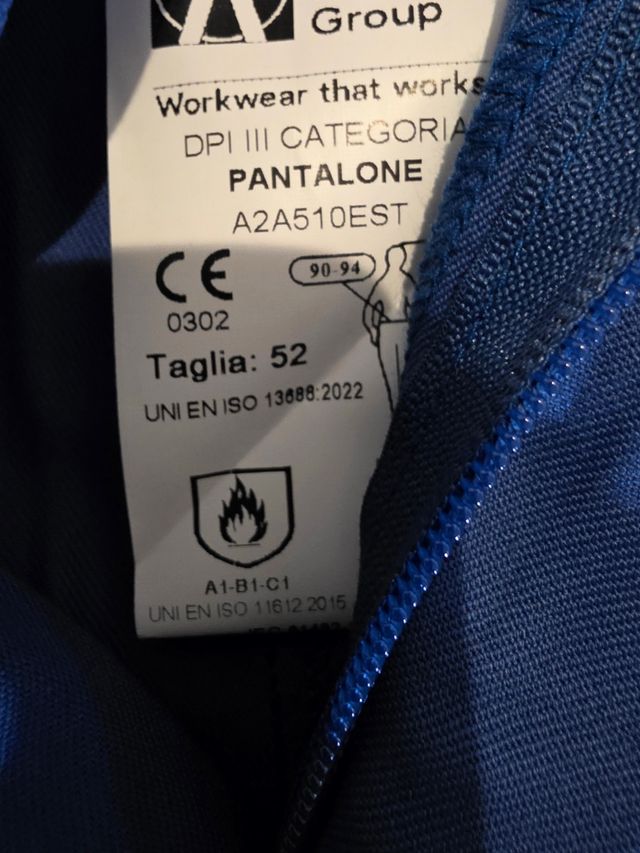 Group
Workwear that works
DPI III CATEGORIA
PANTALONE
A2A510EST
CE
90-94
0302
Taglia: 52
UNI EN ISO 13688:2022
A1-B1-C1
UNI EN ISO 11612 2015